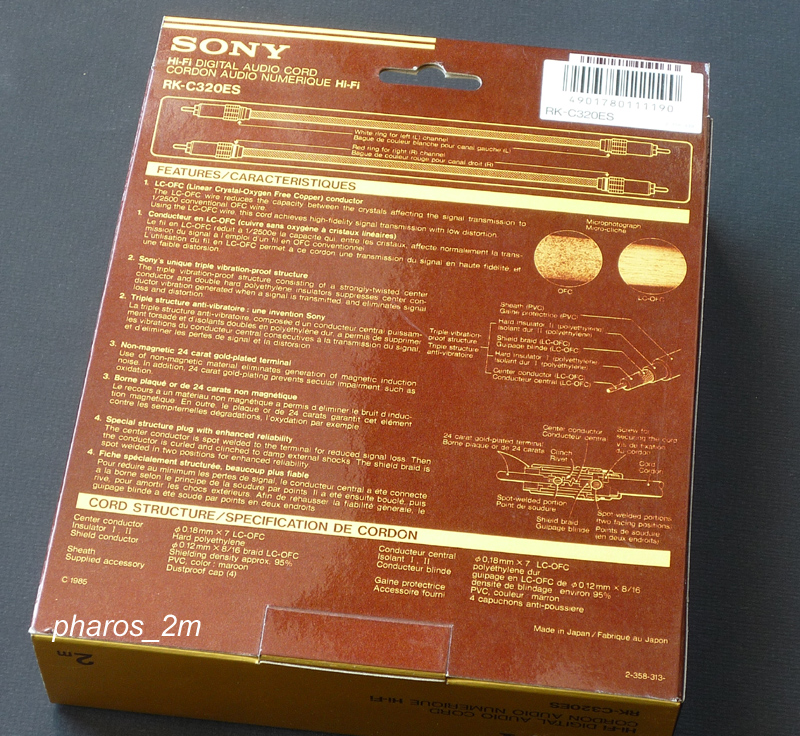 SONY
Hi-Fi DIGITAL AUDIO CORD
CORDON AUDIO NUMERIQUE Hi-Fi
RK-C320ES
4901780111190
RK-C320ES
White ring for left (L) channel
Bague de couleur blanche pour canal gauche (L)
Red ring for right (R) channel
Bague de couleur rouge pour canal droit (R)
FEATURES/CARACTERISTIQUES
1. LC-OFC (Linear Crystal-Oxygen Free Copper) conductor
The LC-OFC wire reduces the capacity between the crystals affecting the signal transmission to
1/2500 conventional OFC wire.
Using the LC-OFC wire, this cord achieves high-fidelity signal transmission with low distortion.
1. Conducteur en LC-OFC (cuivre sans oxygène à cristaux linéaires)
Le fil en LC-OFC réduit à 1/2500e la capacité qui, entre les cristaux, affecte normalement la trans-
mission du signal à l'emploi d'un fil en OFC conventionnel.
L'utilisation du fil en LC-OFC permet à ce cordon une transmission du signal en haute fidélité, et
une faible distorsion.
Microphotograph
Micro-cliché
OFC
LC-OFC
2. Sony's unique triple vibration-proof structure
The triple vibration-proof structure consisting of a strongly-twisted center
conductor and double hard polyethylene insulators suppresses center con-
ductor vibration generated when a signal is transmitted, and eliminates signal
loss and distortion.
2. Triple structure anti-vibratoire : une invention Sony
La triple structure anti-vibratoire, composée d'un conducteur central puissam-
ment torsadé et d'isolants doubles en polyéthylène dur, a permis de supprimer
les vibrations du conducteur central consécutives à la transmission du signal,
et d'éliminer les pertes de signal et la distorsion.
Triple vibration-
proof structure
Triple structure
anti-vibratoire
Sheath (PVC)
Gaine protectrice (PVC)
Hard insulator II (polyethylene)
Isolant dur II (polyéthylène)
Shield braid (LC-OFC)
Guipage blindé (LC-OFC)
Hard insulator I (polyethylene)
Isolant dur I (polyéthylène)
Center conductor (LC-OFC)
Conducteur central (LC-OFC)
3. Non-magnetic 24 carat gold-plated terminal
Use of non-magnetic material eliminates generation of magnetic induction
noise. In addition, 24 carat gold-plating prevents secular impairment, such as
oxidation.
3. Borne plaqué or de 24 carats non magnétique
Le recours à un matériau non magnétique a permis d'éliminer le bruit d'induc-
tion magnétique. En outre, le plaqué or de 24 carats garantit cet élément
contre les sempiternelles dégradations, l'oxydation par exemple.
4. Special structure plug with enhanced reliability
The center conductor is spot welded to the terminal for reduced signal loss. Then
the conductor is curled and clinched to damp external shocks. The shield braid is
spot welded in two positions for enhanced reliability.
4. Fiche spécialement structurée, beaucoup plus fiable
Pour réduire au minimum les pertes de signal, le conducteur central a été connecté
à la borne selon le principe de la soudure par points. Il a été ensuite bouclé, puis
rivé, pour amortir les chocs extérieurs. Afin de rehausser la fiabilité générale, le
guipage blindé a été soudé par points en deux endroits.
24 carat gold-plated terminal
Borne plaqué or de 24 carats
Center conductor
Conducteur central
Clinch
Rivet
Screw for
securing the cord
Vis de fixation
du cordon
Cord
Cordon
Spot-welded portion
Point de soudure
Shield braid
Guipage blindé
Spot welded portions
(two facing positions)
Points de soudure
(en deux endroits)
CORD STRUCTURE/SPECIFICATION DE CORDON
Center conductor φ0.18mm × 7 LC-OFC
Insulator I, II Hard polyethylene
Shield conductor φ0.12mm × 8/16 braid LC-OFC
Shielding density approx. 95%
Sheath PVC, color : maroon
Supplied accessory Dustproof cap (4)
Conducteur central φ0,18mm × 7 LC-OFC
Isolant I, II polyéthylène dur
Conducteur blindé guipage en LC-OFC de φ0,12mm × 8/16
densité de blindage environ 95%
Gaine protectrice PVC, couleur : marron
Accessoire fourni 4 capuchons anti-poussière
C 1985
Made in Japan / Fabriqué au Japon
2-358-313-
pharos_2m
2m
RK-C320ES
CORDON AUDIO NUMERIQUE Hi-Fi
Hi-Fi DIGITAL AUDIO CORD